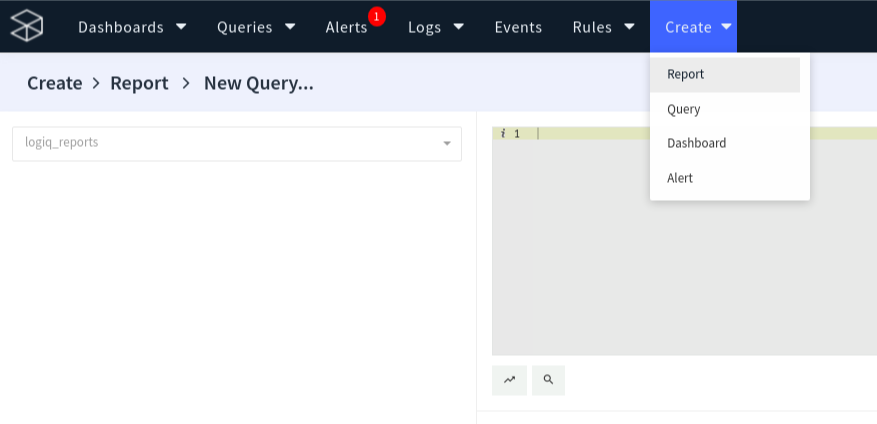 Dashboards Queries Alerts 1 Logs Events Rules Create
Create > Report > New Query...
Report
Query
Dashboard
Alert
logiq_reports
i 1